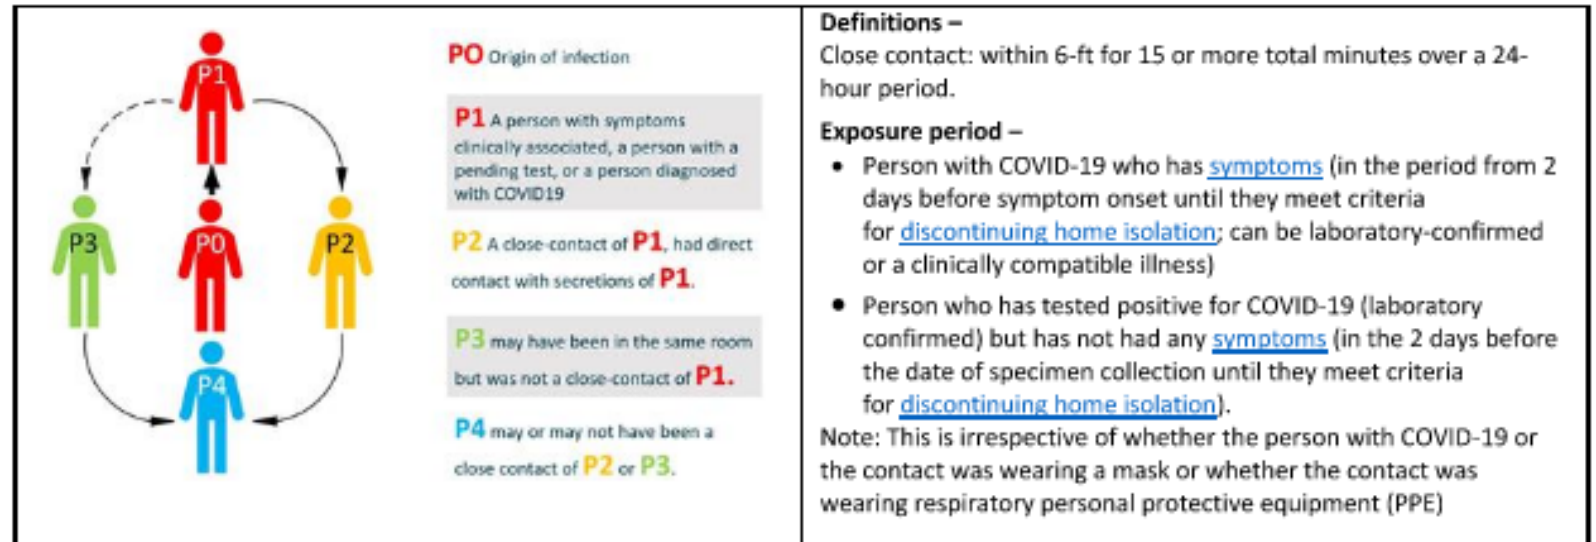 P1
P3
P0
P2
P4
PO Origin of infection
P1 A person with symptoms
clinically associated, a person with a
pending test, or a person diagnosed
with COVID19
P2 A close-contact of P1, had direct
contact with secretions of P1.
P3 may have been in the same room
but was not a close-contact of P1.
P4 may or may not have been a
close contact of P2 or P3.
Definitions –
Close contact: within 6-ft for 15 or more total minutes over a 24-
hour period.
Exposure period –
• Person with COVID-19 who has symptoms (in the period from 2
days before symptom onset until they meet criteria
for discontinuing home isolation; can be laboratory-confirmed
or a clinically compatible illness)
• Person who has tested positive for COVID-19 (laboratory
confirmed) but has not had any symptoms (in the 2 days before
the date of specimen collection until they meet criteria
for discontinuing home isolation).
Note: This is irrespective of whether the person with COVID-19 or
the contact was wearing a mask or whether the contact was
wearing respiratory personal protective equipment (PPE)